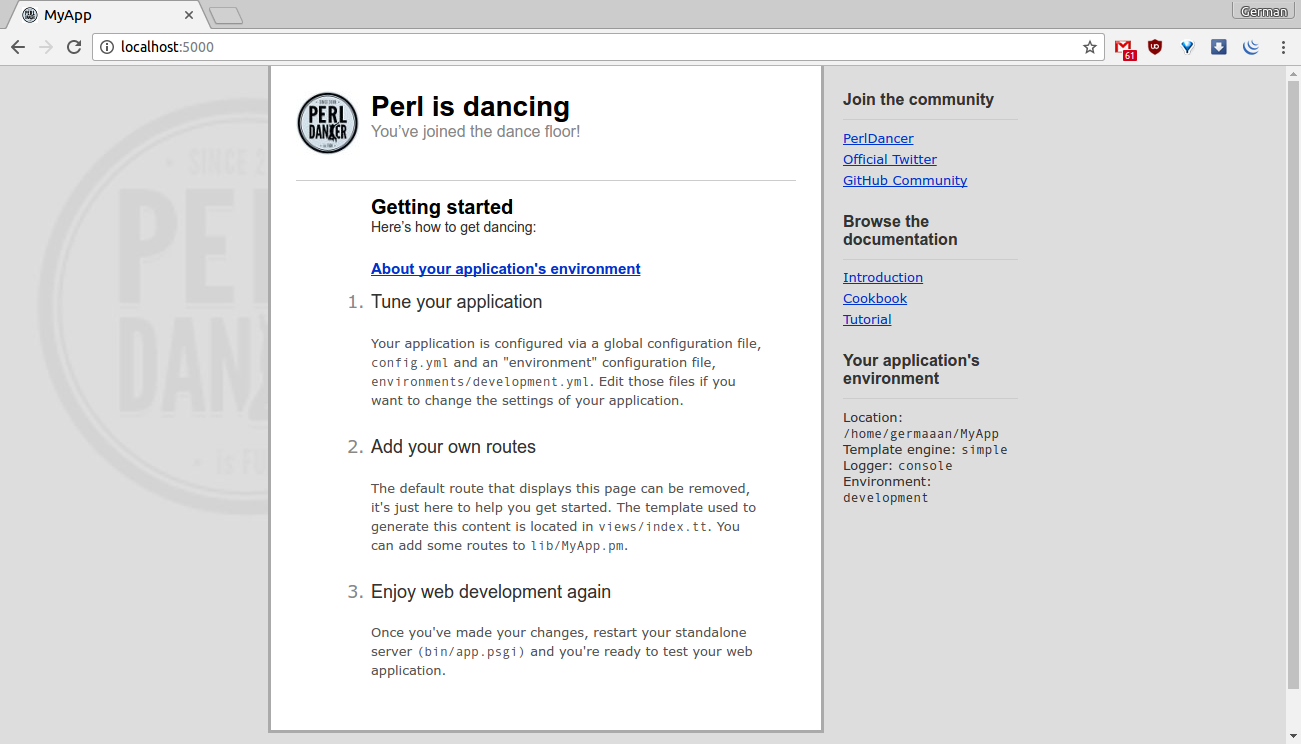 MyApp
German
localhost:5000
61
PERL
DANCER
Perl is dancing
You've joined the dance floor!
Getting started
Here's how to get dancing:
About your application's environment
1. Tune your application
Your application is configured via a global configuration file,
config.yml and an "environment" configuration file,
environments/development.yml. Edit those files if you
want to change the settings of your application.
2. Add your own routes
The default route that displays this page can be removed,
it's just here to help you get started. The template used to
generate this content is located in views/index.tt. You
can add some routes to lib/MyApp.pm.
3. Enjoy web development again
Once you've made your changes, restart your standalone
server (bin/app.psgi) and you're ready to test your web
application.
Join the community
PerlDancer
Official Twitter
GitHub Community
Browse the
documentation
Introduction
Cookbook
Tutorial
Your application's
environment
Location:
/home/germaaan/MyApp
Template engine: simple
Logger: console
Environment:
development